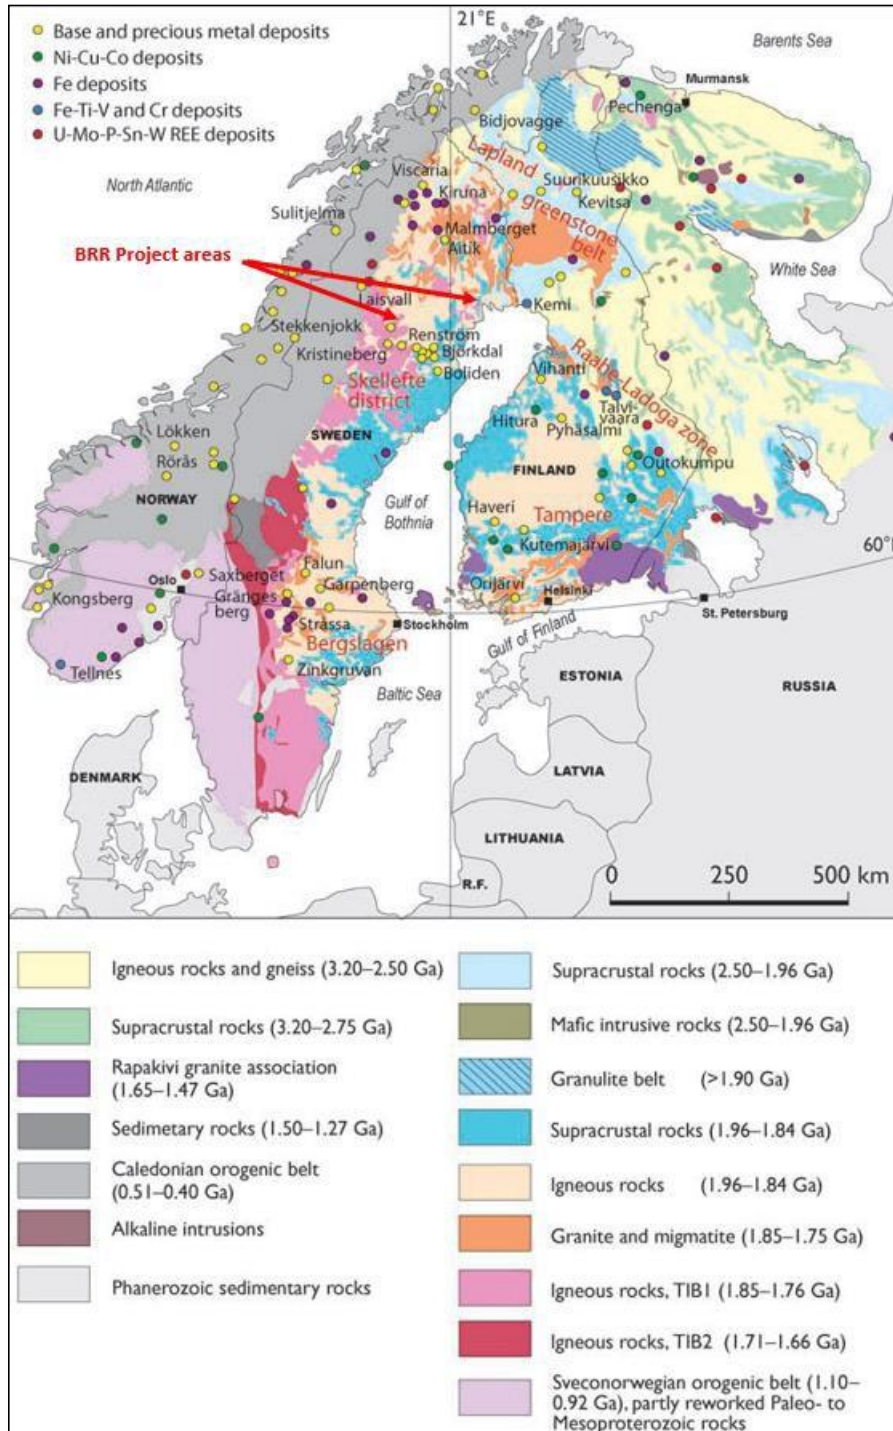 Base and precious metal deposits
Ni-Cu-Co deposits
Fe deposits
Fe-Ti-V and Cr deposits
U-Mo-P-Sn-W REE deposits
21°E
Barents Sea
Murmansk
Pechenga
Bidjovagge
North Atlantic
Lapland
greenstone
belt
Viscaria
Kiruna
Suurikuusikko
Kevitsa
Sulitjelma
Malmberget
Aitik
BRR Project areas
White Sea
Laisvall
Kemi
Stekkenjokk
Renström
Kristineberg
Björkdal
Boliden
Raahe-Ladoga zone
Vihanti
Skellefte
district
Talvi-
vaara
Hitura
Pyhäsalmi
Lökken
SWEDEN
Röräs
FINLAND
Outokumpu
NORWAY
Gulf of
Bothnia
Haveri
Tampere
Kutemajärvi
60°
Oslo
Saxberget
Falun
Garpenberg
Orijärvi
Helsinki
Kongsberg
Gränges
berg
Stråssa
Stockholm
St. Petersburg
Gulf of Finland
Bergslagen
Tellnes
Zinkgruvan
ESTONIA
RUSSIA
Baltic Sea
DENMARK
LATVIA
LITHUANIA
R.F.
0 250 500 km
Igneous rocks and gneiss (3.20–2.50 Ga)
Supracrustal rocks (3.20–2.75 Ga)
Rapakivi granite association
(1.65–1.47 Ga)
Sedimetary rocks (1.50–1.27 Ga)
Caledonian orogenic belt
(0.51–0.40 Ga)
Alkaline intrusions
Phanerozoic sedimentary rocks
Supracrustal rocks (2.50–1.96 Ga)
Mafic intrusive rocks (2.50–1.96 Ga)
Granulite belt (>1.90 Ga)
Supracrustal rocks (1.96–1.84 Ga)
Igneous rocks (1.96–1.84 Ga)
Granite and migmatite (1.85–1.75 Ga)
Igneous rocks, TIB1 (1.85–1.76 Ga)
Igneous rocks, TIB2 (1.71–1.66 Ga)
Sveconorwegian orogenic belt (1.10–
0.92 Ga), partly reworked Paleo- to
Mesoproterozoic rocks